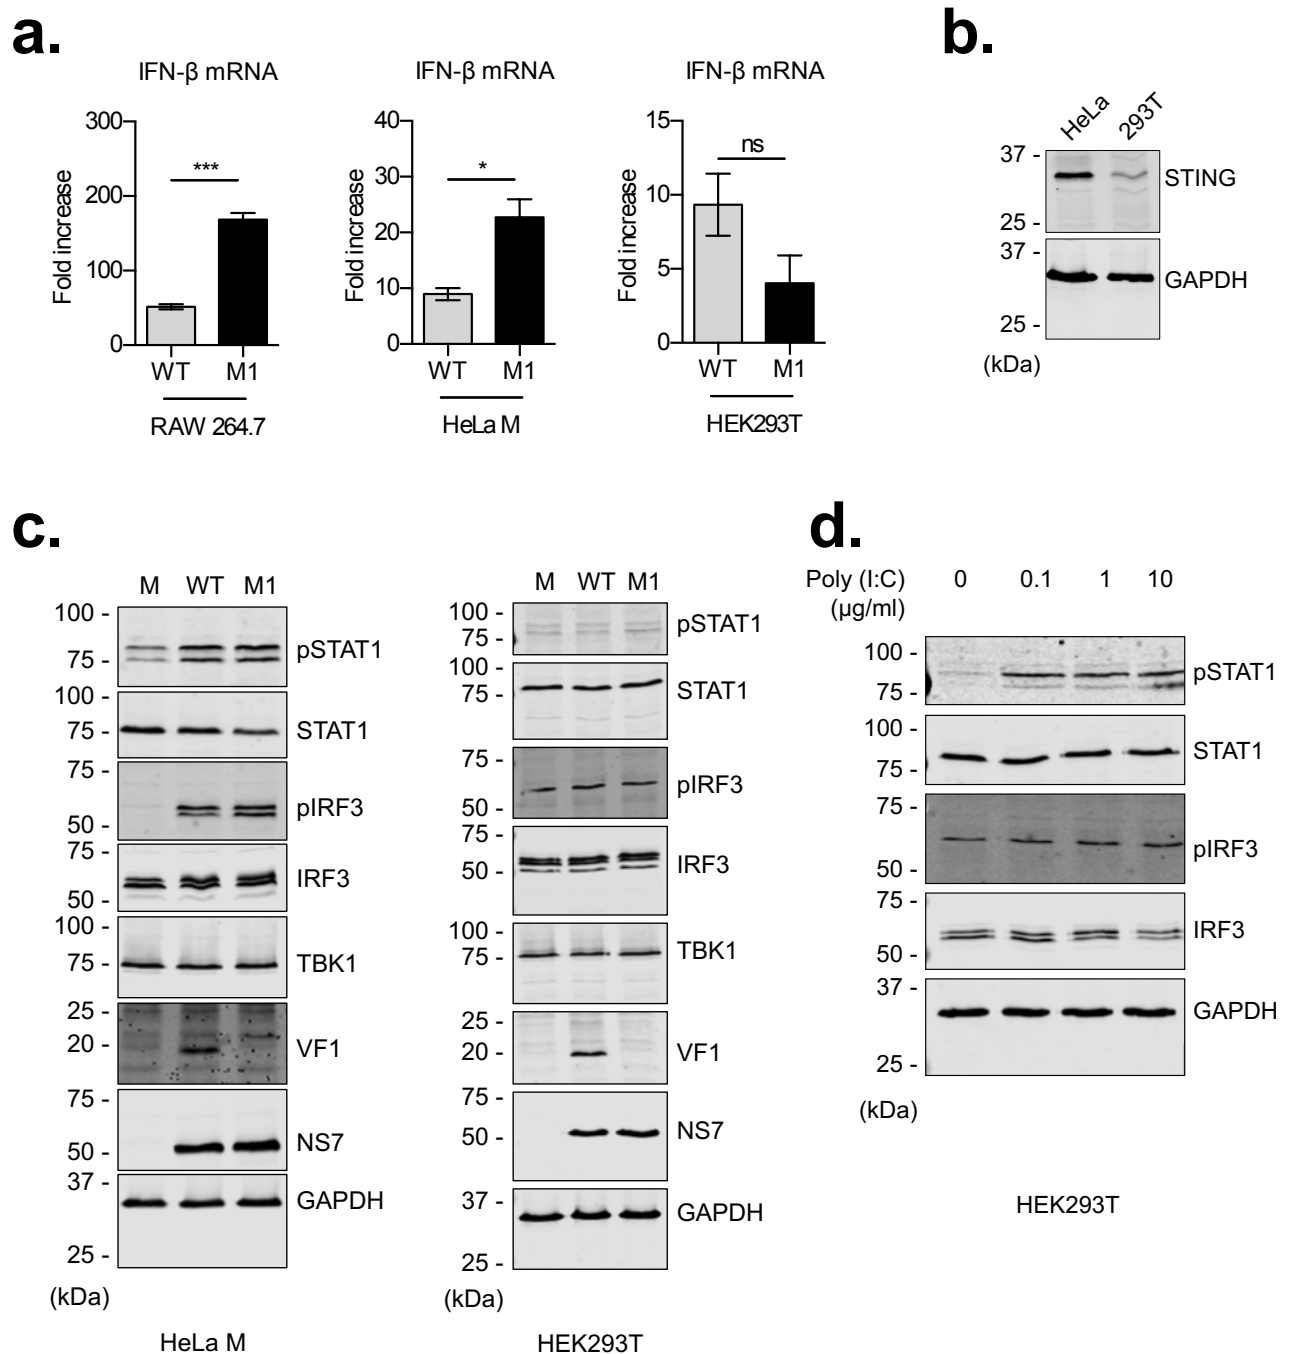 a.
IFN-β mRNA
300
200
100
0
Fold increase
***
WT M1
RAW 264.7
IFN-β mRNA
40
30
20
10
0
Fold increase
*
WT M1
HeLa M
IFN-β mRNA
15
10
5
0
Fold increase
ns
WT M1
HEK293T
b.
HeLa 293T
37 -
STING
25 -
37 -
GAPDH
25 -
(kDa)
c.
M WT M1
100 -
pSTAT1
75 -
100 -
STAT1
75 -
75 -
pIRF3
50 -
75 -
IRF3
50 -
100 -
TBK1
75 -
25 -
20 -
VF1
75 -
NS7
50 -
37 -
GAPDH
25 -
(kDa)
HeLa M
M WT M1
100 -
pSTAT1
75 -
100 -
STAT1
75 -
75 -
pIRF3
50 -
75 -
IRF3
50 -
100 -
TBK1
75 -
25 -
20 -
VF1
75 -
NS7
50 -
37 -
GAPDH
25 -
(kDa)
HEK293T
d.
Poly (I:C) 0 0.1 1 10
(µg/ml)
100 -
pSTAT1
75 -
100 -
STAT1
75 -
75 -
pIRF3
50 -
75 -
IRF3
50 -
37 -
GAPDH
25 -
(kDa)
HEK293T